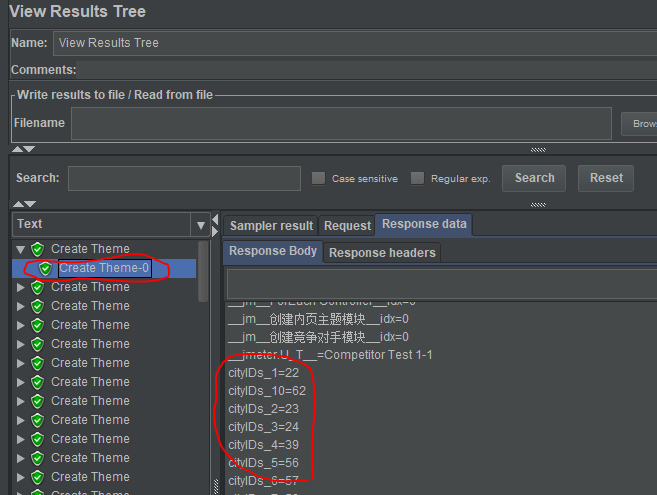 View Results Tree
Name: View Results Tree
Comments:
Write results to file / Read from file
Filename
Search: Case sensitive Regular exp. Search Reset
Text
Sampler result Request Response data
Create Theme
Response Body Response headers
Create Theme-0
Create Theme
Create Theme
Create Theme
Create Theme
Create Theme
Create Theme
Create Theme
Create Theme
Create Theme
Create Theme
Create Theme
__jm__ForEach Controller__idx=0
__jm__创建内页主题模块__idx=0
__jm__创建竞争对手模块__idx=0
__jmeter.U_T__=Competitor Test 1-1
cityIDs_1=22
cityIDs_10=62
cityIDs_2=23
cityIDs_3=24
cityIDs_4=39
cityIDs_5=56
cityIDs_6=57